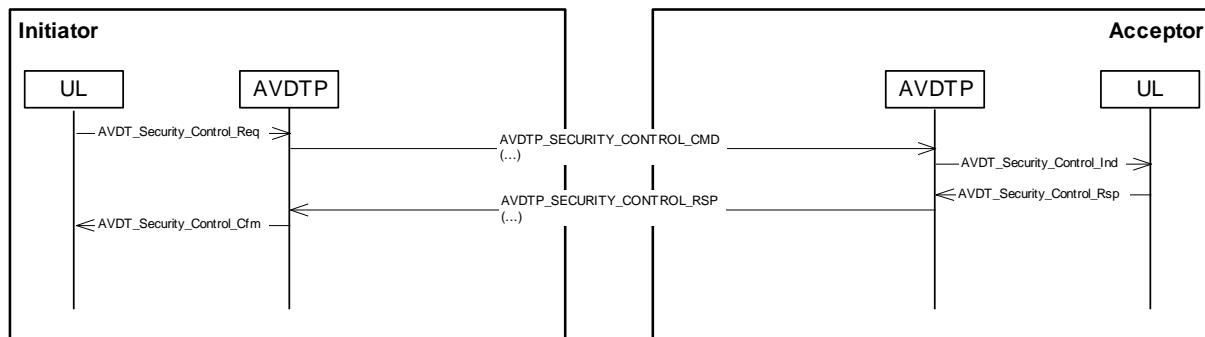 Initiator
Acceptor
UL
AVDTP
AVDTP
UL
AVDT_Security_Control_Req
AVDTP_SECURITY_CONTROL_CMD
(...)
AVDT_Security_Control_Ind
AVDT_Security_Control_Rsp
AVDTP_SECURITY_CONTROL_RSP
(...)
AVDT_Security_Control_Cfm